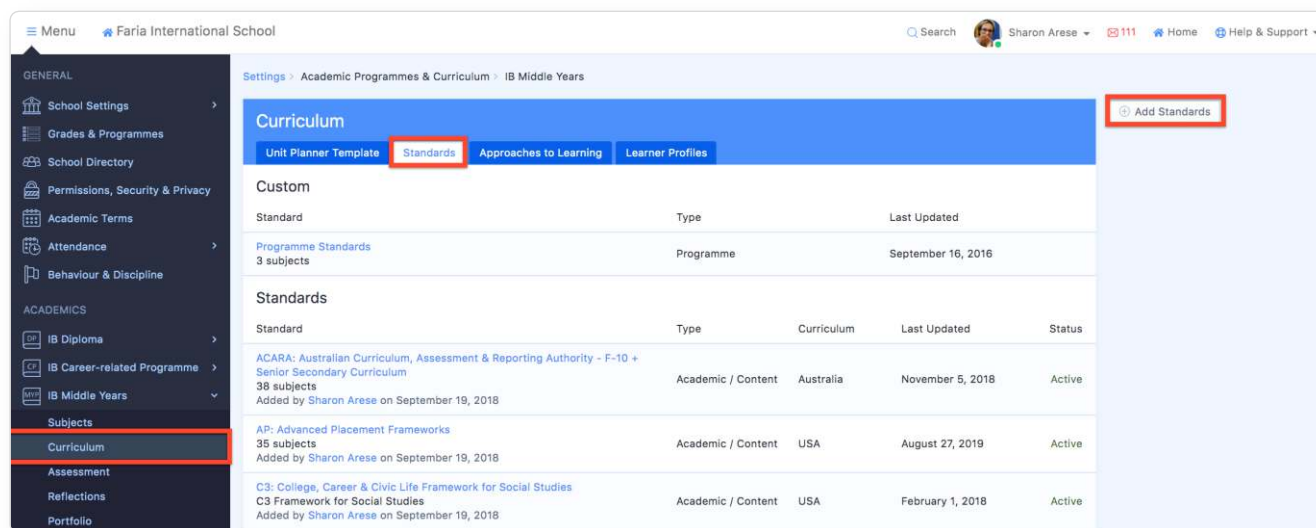 Menu
Faria International School
Search
Sharon Arese
111
Home
Help & Support
GENERAL
School Settings
Grades & Programmes
School Directory
Permissions, Security & Privacy
Academic Terms
Attendance
Behaviour & Discipline
ACADEMICS
DP IB Diploma
CP IB Career-related Programme
MYP IB Middle Years
Subjects
Curriculum
Assessment
Reflections
Portfolio
Settings > Academic Programmes & Curriculum > IB Middle Years
Curriculum
Unit Planner Template Standards Approaches to Learning Learner Profiles
Custom
Standard Type Last Updated
Programme Standards
3 subjects
Programme September 16, 2016
Standards
Standard Type Curriculum Last Updated Status
ACARA: Australian Curriculum, Assessment & Reporting Authority - F-10 +
Senior Secondary Curriculum
38 subjects
Added by Sharon Arese on September 19, 2018
Academic / Content Australia November 5, 2018 Active
AP: Advanced Placement Frameworks
35 subjects
Added by Sharon Arese on September 19, 2018
Academic / Content USA August 27, 2019 Active
C3: College, Career & Civic Life Framework for Social Studies
C3 Framework for Social Studies
Added by Sharon Arese on September 19, 2018
Academic / Content USA February 1, 2018 Active
Add Standards